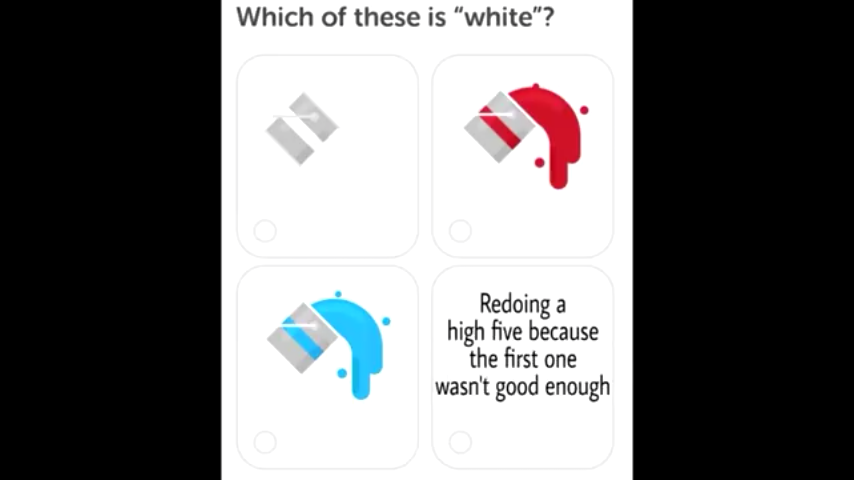 Which of these is “white”?
Redoing a
high five because
the first one
wasn't good enough